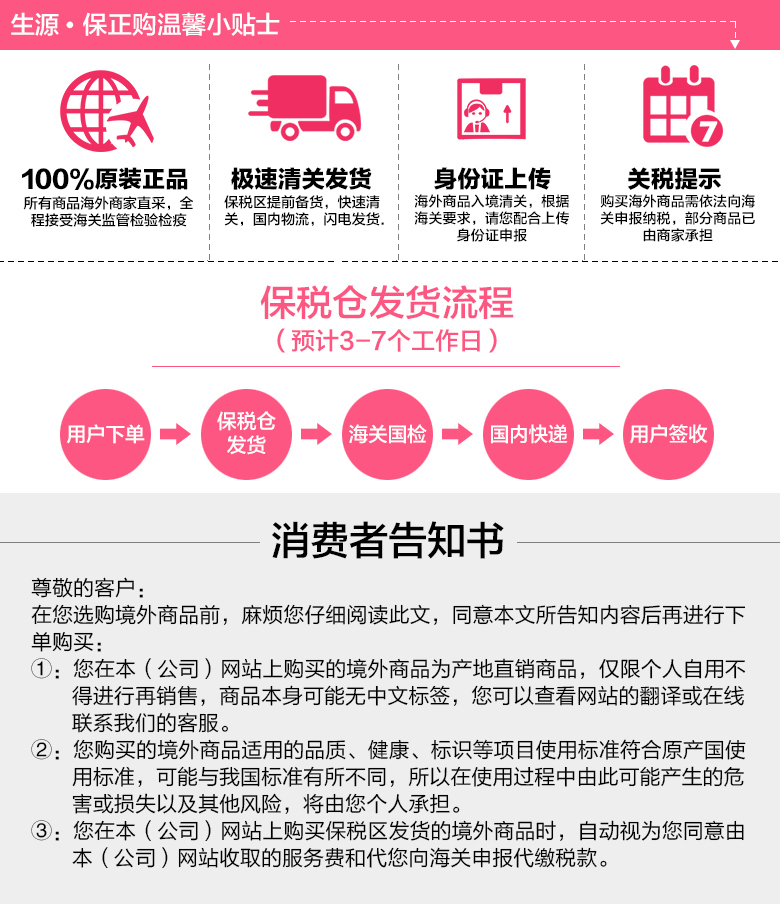 生源·保正购温馨小贴士
7
100%原装正品
所有商品海外商家直采，全
程接受海关监管检验检疫
极速清关发货
保税区提前备货，快速清
关，国内物流，闪电发货.
身份证上传
海外商品入境清关，根据
海关要求，请您配合上传
身份证申报
关税提示
购买海外商品需依法向海
关申报纳税，部分商品已
由商家承担
保税仓发货流程
（预计3-7个工作日）
用户下单
保税仓
发货
海关国检
国内快递
用户签收
消费者告知书
尊敬的客户：
在您选购境外商品前，麻烦您仔细阅读此文，同意本文所告知内容后再进行下
单购买：
①：您在本（公司）网站上购买的境外商品为产地直销商品，仅限个人自用不
得进行再销售，商品本身可能无中文标签，您可以查看网站的翻译或在线
联系我们的客服。
②：您购买的境外商品适用的品质、健康、标识等项目使用标准符合原产国使
用标准，可能与我国标准有所不同，所以在使用过程中由此可能产生的危
害或损失以及其他风险，将由您个人承担。
③：您在本（公司）网站上购买保税区发货的境外商品时，自动视为您同意由
本（公司）网站收取的服务费和代您向海关申报代缴税款。